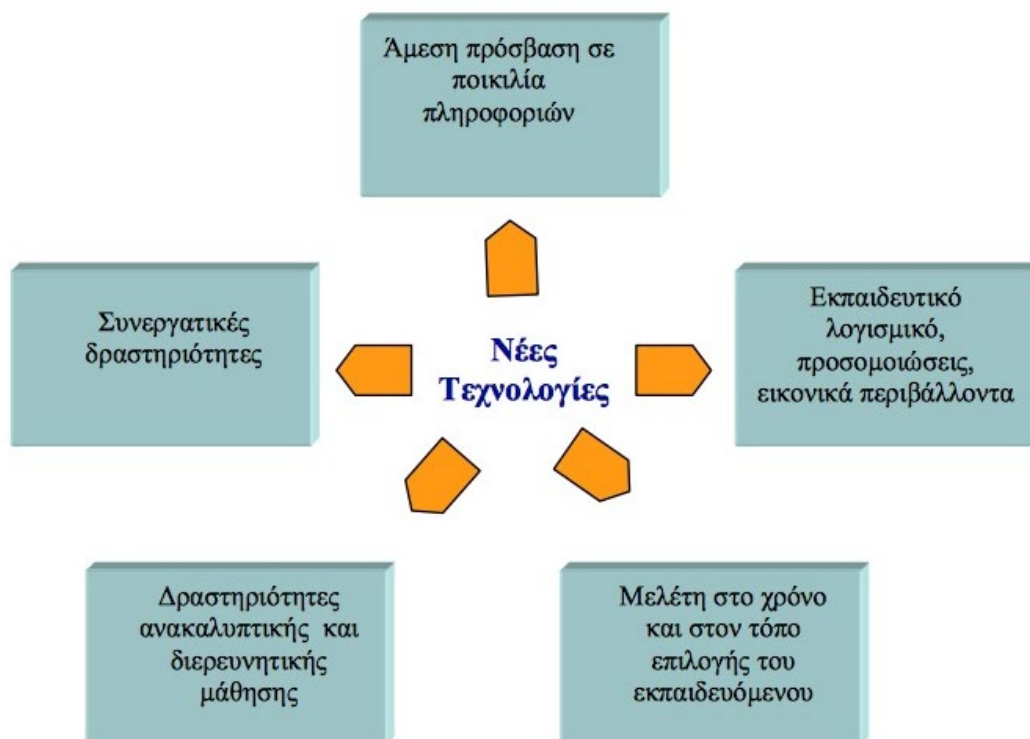 Άμεση πρόσβαση σε
ποικιλία
πληροφοριών
Συνεργατικές
δραστηριότητες
Νέες
Τεχνολογίες
Εκπαιδευτικό
λογισμικό,
προσομοιώσεις,
εικονικά περιβάλλοντα
Δραστηριότητες
ανακαλυπτικής και
διερευνητικής
μάθησης
Μελέτη στο χρόνο
και στον τόπο
επιλογής του
εκπαιδευόμενου